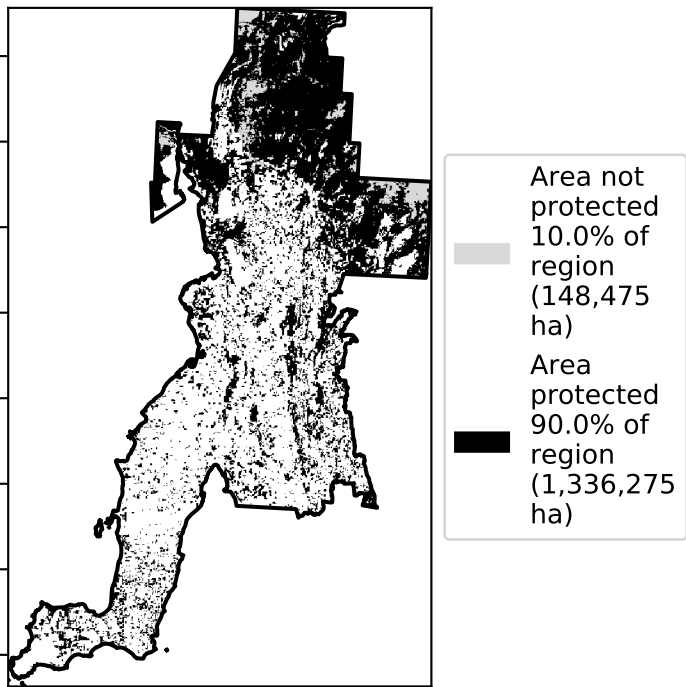 Area not
protected
10.0% of
region
(148,475
ha)
Area
protected
90.0% of
region
(1,336,275
ha)